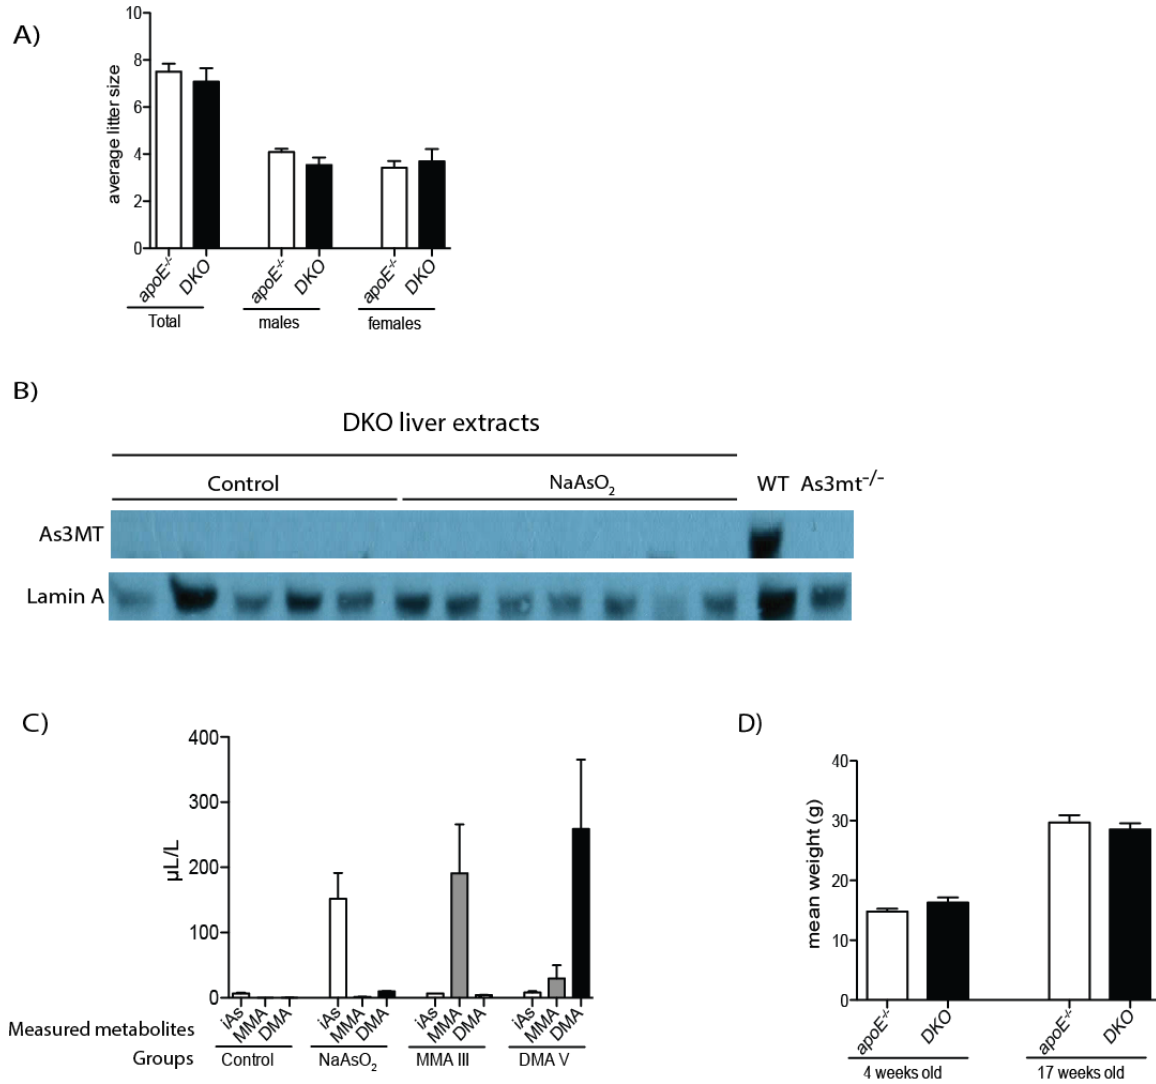 A)
10
8
6
4
2
0
average litter size
apoE-/-
DKO
apoE-/-
DKO
apoE-/-
DKO
Total
males
females
B)
DKO liver extracts
Control
NaAsO2
WT
As3mt-/-
As3MT
Lamin A
C)
400
300
200
100
0
µL/L
iAs
MMA
DMA
iAs
MMA
DMA
iAs
MMA
DMA
iAs
MMA
DMA
Measured metabolites
Groups
Control
NaAsO2
MMA III
DMA V
D)
40
30
20
10
0
mean weight (g)
apoE-/-
DKO
apoE-/-
DKO
4 weeks old
17 weeks old